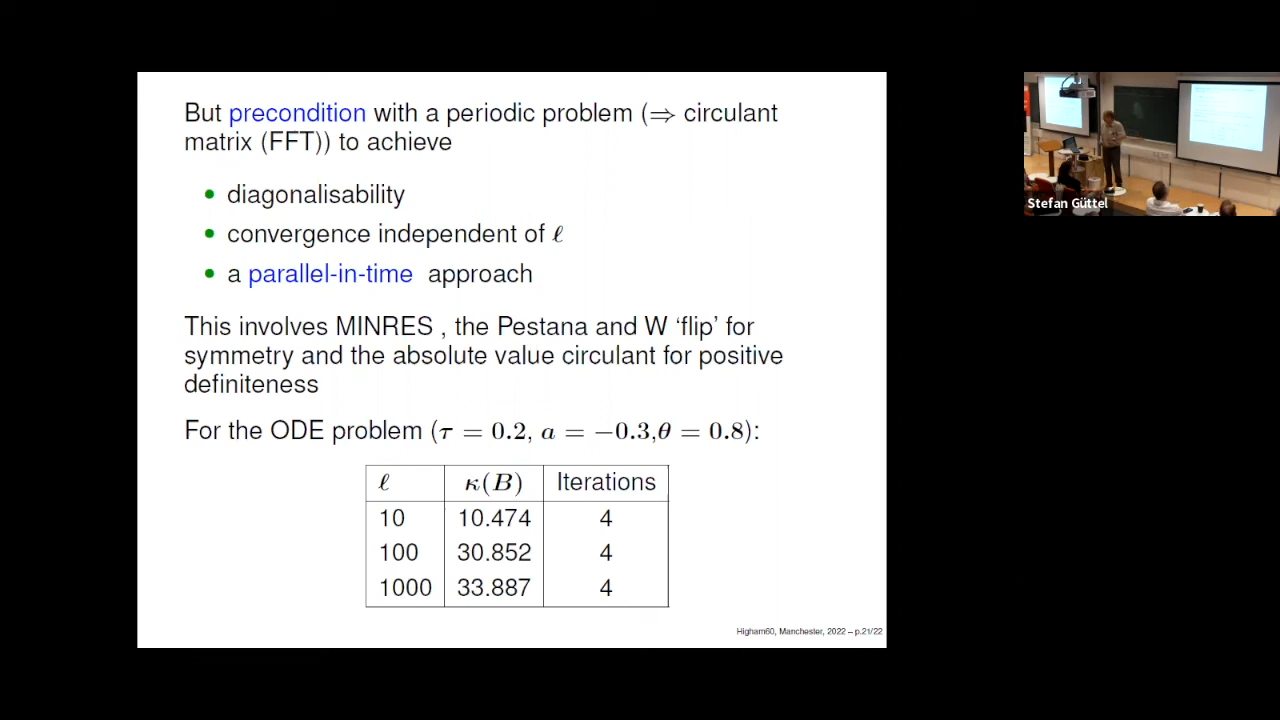 But precondition with a periodic problem (⇒ circulant
matrix (FFT)) to achieve
• diagonalisability
• convergence independent of ℓ
• a parallel-in-time approach
This involves MINRES , the Pestana and W ‘flip’ for
symmetry and the absolute value circulant for positive
definiteness
For the ODE problem (τ = 0.2, a = −0.3,θ = 0.8):
ℓ κ(B) Iterations
10 10.474 4
100 30.852 4
1000 33.887 4
Higham60, Manchester, 2022 – p.21/22
Stefan Güttel